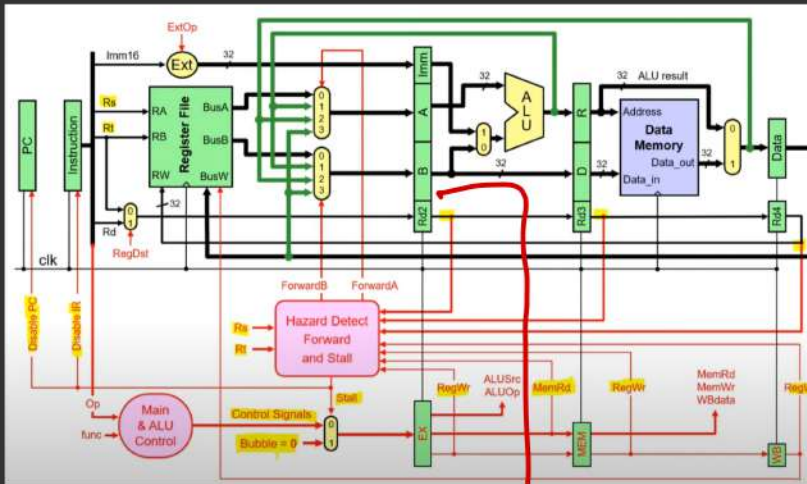 ExtOp
Imm16
Ext
32
Imm
32
ALU result
32
PC
Instruction
Rs
RA
BusA
0
1
2
3
A
A
L
U
R
Address
Data
Memory
0
1
Data
Rt
RB
Register File
BusB
0
1
2
3
1
0
B
32
D
Data_out
32
Data_in
RW
BusW
32
0
1
Rd
RegDst
Rd2
Rd3
Rd4
clk
ForwardB
ForwardA
Disable PC
Disable IR
Rs
Rt
Hazard Detect
Forward
and Stall
Stall
Op
func
Main
& ALU
Control
Control Signals
Bubble = 0
0
1
EX
RegWr
ALUSrc
ALUOp
MemRd
MEM
RegWr
MemRd
MemWr
WBdata
WB